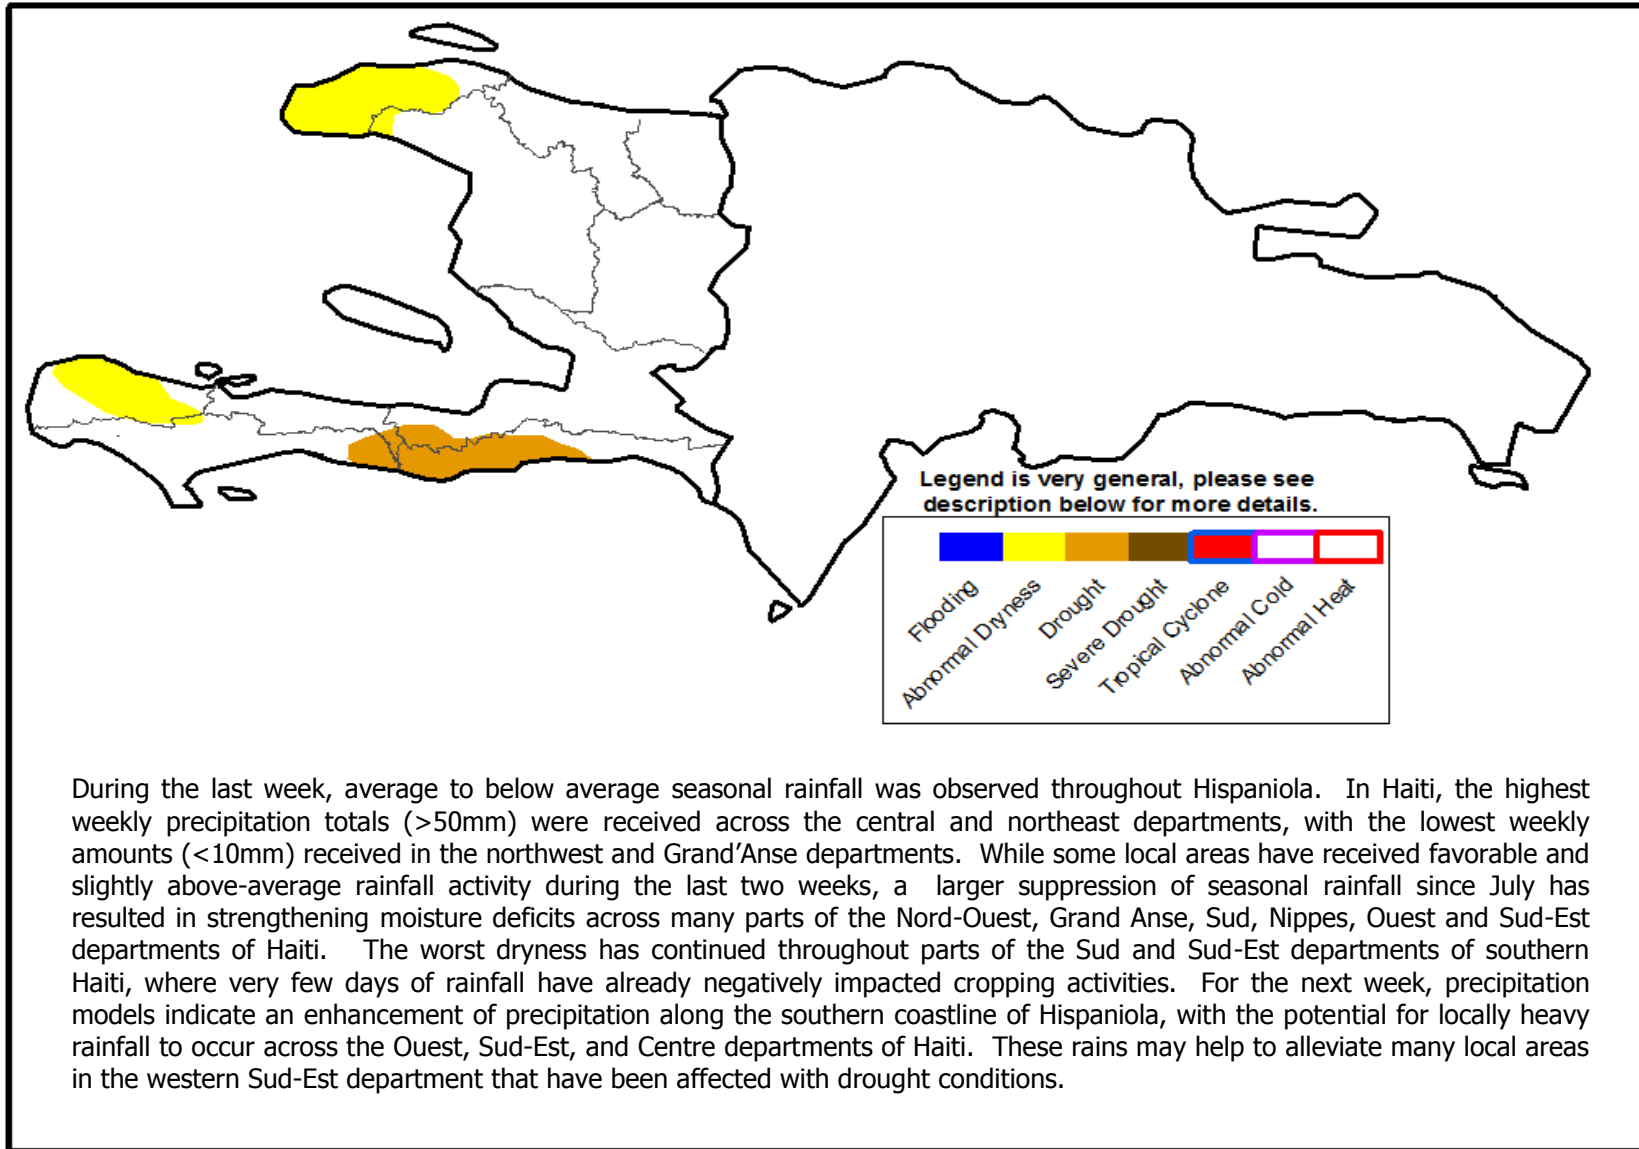 Legend is very general, please see
description below for more details.
Flooding
Abnormal Dryness
Drought
Severe Drought
Tropical Cyclone
Abnormal Cold
Abnormal Heat
During the last week, average to below average seasonal rainfall was observed throughout Hispaniola. In Haiti, the highest
weekly precipitation totals (>50mm) were received across the central and northeast departments, with the lowest weekly
amounts (<10mm) received in the northwest and Grand’Anse departments. While some local areas have received favorable and
slightly above-average rainfall activity during the last two weeks, a larger suppression of seasonal rainfall since July has
resulted in strengthening moisture deficits across many parts of the Nord-Ouest, Grand Anse, Sud, Nippes, Ouest and Sud-Est
departments of Haiti. The worst dryness has continued throughout parts of the Sud and Sud-Est departments of southern
Haiti, where very few days of rainfall have already negatively impacted cropping activities. For the next week, precipitation
models indicate an enhancement of precipitation along the southern coastline of Hispaniola, with the potential for locally heavy
rainfall to occur across the Ouest, Sud-Est, and Centre departments of Haiti. These rains may help to alleviate many local areas
in the western Sud-Est department that have been affected with drought conditions.